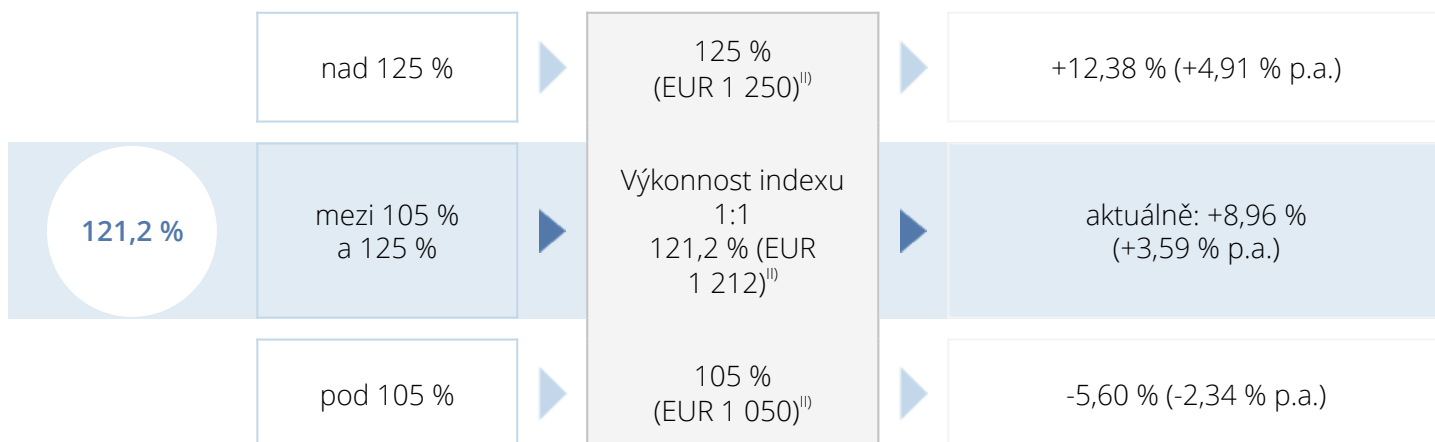 nad 125 %
125 %
(EUR 1 250)II)
+12,38 % (+4,91 % p.a.)
121,2 %
mezi 105 %
a 125 %
Výkonnost indexu
1:1
121,2 % (EUR
1 212)II)
aktuálně: +8,96 %
(+3,59 % p.a.)
pod 105 %
105 %
(EUR 1 050)II)
-5,60 % (-2,34 % p.a.)